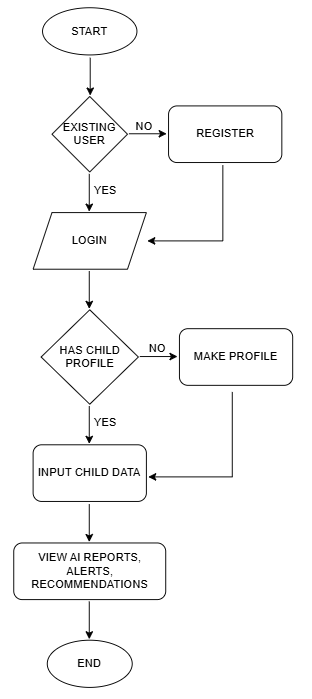 START
EXISTING
USER
NO
REGISTER
YES
LOGIN
HAS CHILD
PROFILE
NO
MAKE PROFILE
YES
INPUT CHILD DATA
VIEW AI REPORTS,
ALERTS,
RECOMMENDATIONS
END